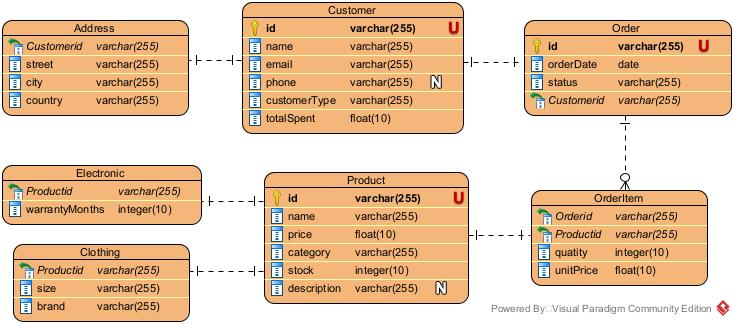 Address
Customerid varchar(255)
street varchar(255)
city varchar(255)
country varchar(255)
Customer
id varchar(255) U
name varchar(255)
email varchar(255)
phone varchar(255) N
customerType varchar(255)
totalSpent float(10)
Order
id varchar(255) U
orderDate date
status varchar(255)
Customerid varchar(255)
Electronic
Productid varchar(255)
warrantyMonths integer(10)
Product
id varchar(255) U
name varchar(255)
price float(10)
category varchar(255)
stock integer(10)
description varchar(255) N
OrderItem
Orderid varchar(255)
Productid varchar(255)
quatity integer(10)
unitPrice float(10)
Clothing
Productid varchar(255)
size varchar(255)
brand varchar(255)
Powered By Visual Paradigm Community Edition